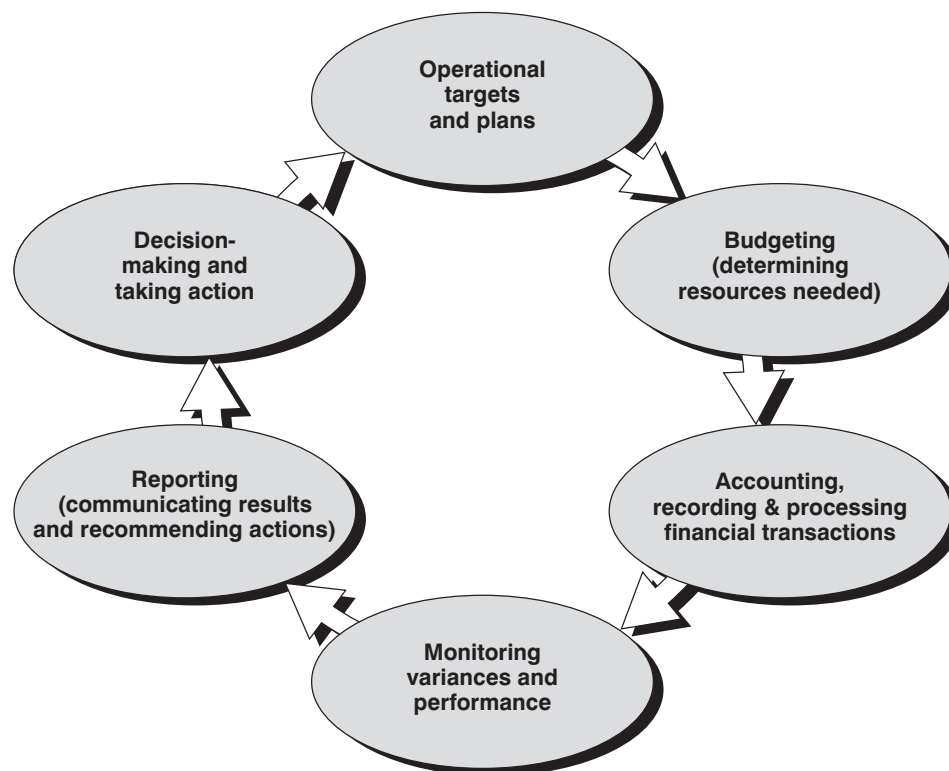 Operational
targets
and plans
Budgeting
(determining
resources needed)
Accounting,
recording & processing
financial transactions
Monitoring
variances and
performance
Reporting
(communicating results
and recommending actions)
Decision-
making and
taking action